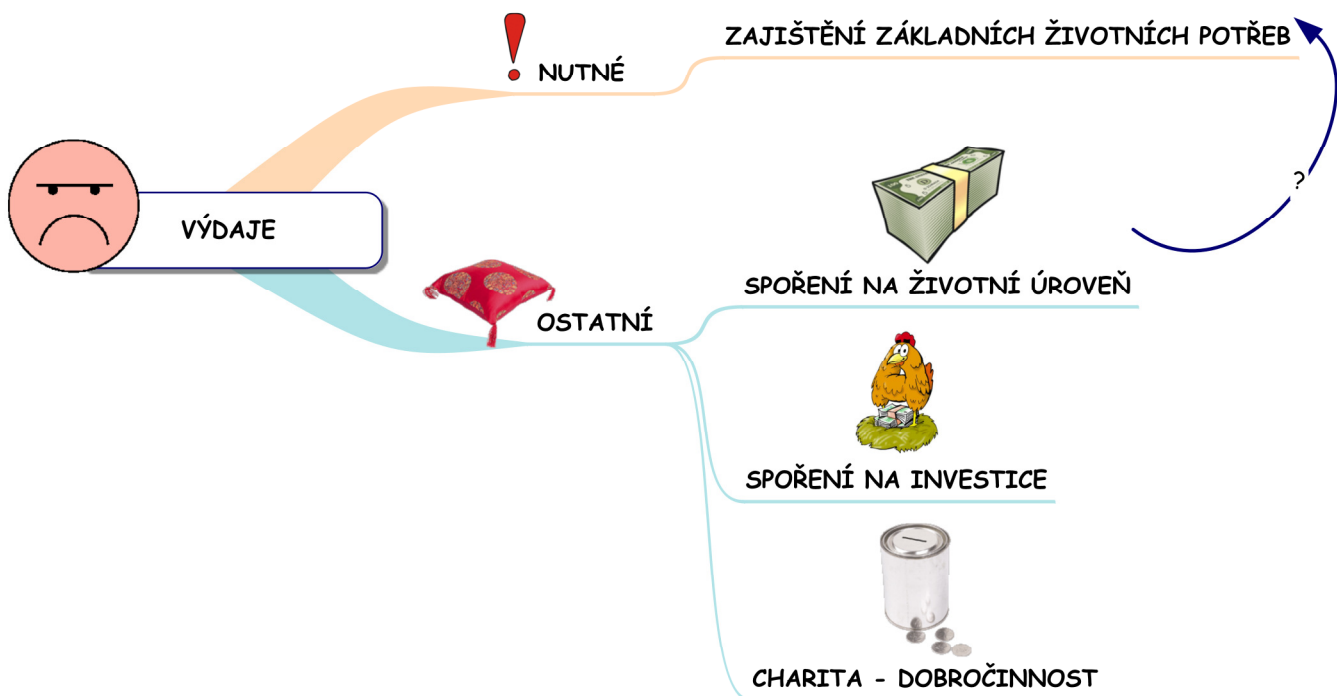 ZAJIŠTĚNÍ ZÁKLADNÍCH ŽIVOTNÍCH POTŘEB
NUTNÉ
?
VÝDAJE
SPOŘENÍ NA ŽIVOTNÍ ÚROVEŇ
OSTATNÍ
SPOŘENÍ NA INVESTICE
CHARITA - DOBROČINNOST